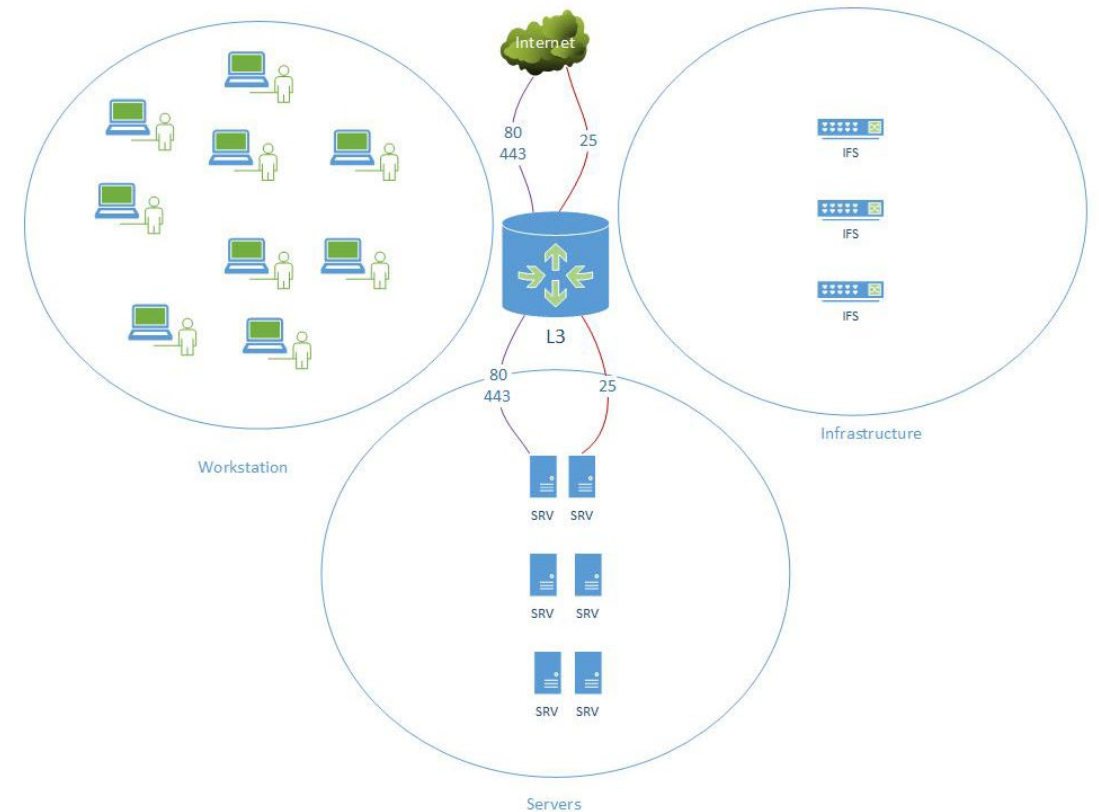 Internet
80
443
25
IFS
IFS
IFS
L3
80
443
25
Infrastructure
Workstation
SRV SRV
SRV SRV
SRV SRV
Servers